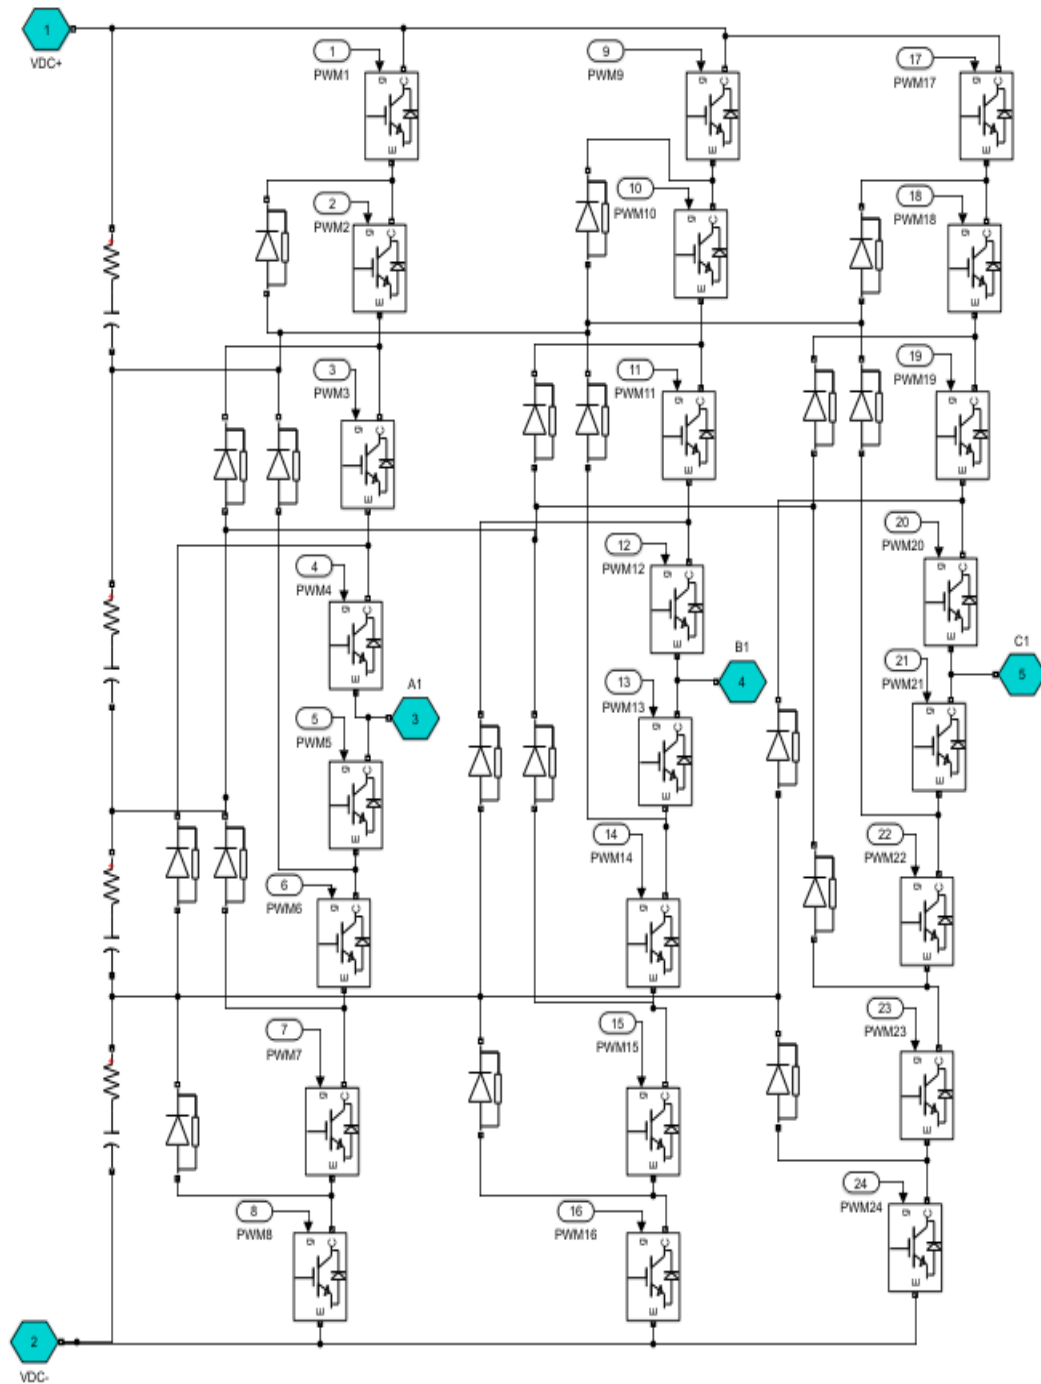 1
VDC+
1
PWM1
9
PWM9
17
PWM17
g C
E
g C
E
g C
E
2
PWM2
10
PWM10
18
PWM18
g C
E
g C
E
g C
E
3
PWM3
11
PWM11
19
PWM19
g C
E
g C
E
g C
E
4
PWM4
12
PWM12
20
PWM20
g C
E
g C
E
g C
E
A1
3
B1
4
C1
5
5
PWM5
13
PWM13
21
PWM21
g C
E
g C
E
g C
E
6
PWM6
14
PWM14
22
PWM22
g C
E
g C
E
g C
E
7
PWM7
15
PWM15
23
PWM23
g C
E
g C
E
g C
E
8
PWM8
16
PWM16
24
PWM24
g C
E
g C
E
g C
E
2
VDC-